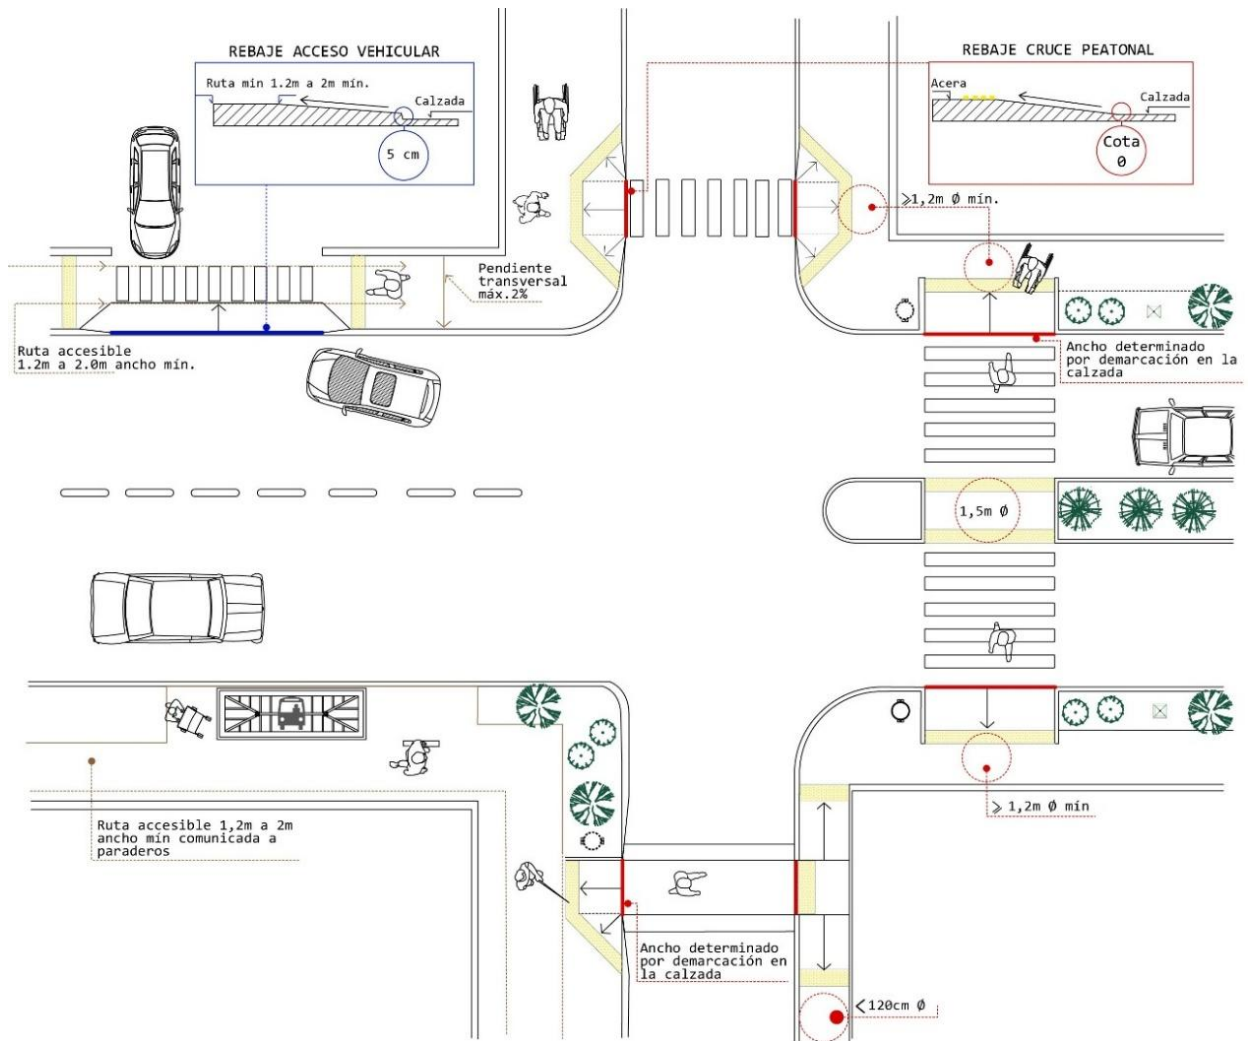 REBAJE ACCESO VEHICULAR
Ruta min 1.2m a 2m mín.
Calzada
5 cm
REBAJE CRUCE PEATONAL
Acera
Calzada
Cota
0
⩾1,2m Ø mín.
Pendiente
transversal
máx.2%
Ruta accesible
1.2m a 2.0m ancho mín.
Ancho determinado
por demarcación en la
calzada
1,5m Ø
Ruta accesible 1,2m a 2m
ancho mín comunicada a
paraderos
⩾ 1,2m Ø mín
Ancho determinado
por demarcación en
la calzada
<120cm Ø